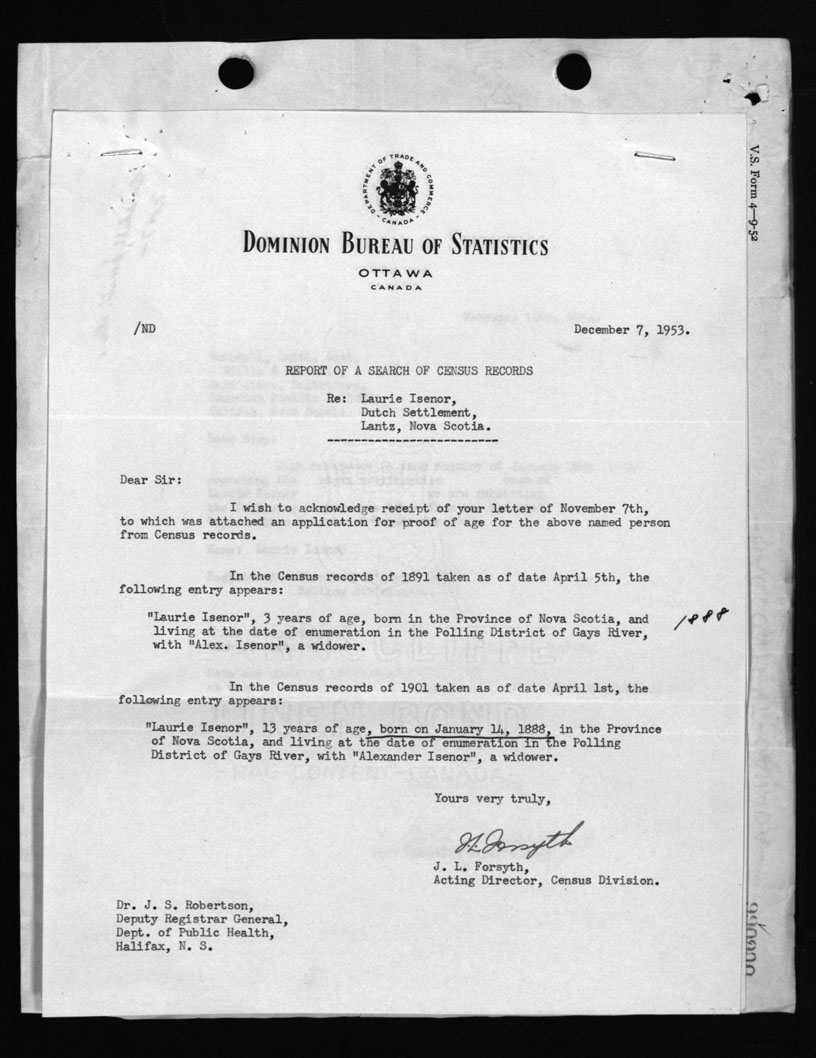 V.S. Form 4-9-52
DEPARTMENT OF TRADE AND COMMERCE
- CANADA -
DOMINION BUREAU OF STATISTICS
OTTAWA
CANADA
/ND
December 7, 1953.
REPORT OF A SEARCH OF CENSUS RECORDS
Re: Laurie Isenor,
Dutch Settlement,
Lantz, Nova Scotia.
Dear Sir:
I wish to acknowledge receipt of your letter of November 7th,
to which was attached an application for proof of age for the above named person
from Census records.
In the Census records of 1891 taken as of date April 5th, the
following entry appears:
"Laurie Isenor", 3 years of age, born in the Province of Nova Scotia, and
living at the date of enumeration in the Polling District of Gays River,
with "Alex. Isenor", a widower.
1888
In the Census records of 1901 taken as of date April 1st, the
following entry appears:
"Laurie Isenor", 13 years of age, born on January 14, 1888, in the Province
of Nova Scotia, and living at the date of enumeration in the Polling
District of Gays River, with "Alexander Isenor", a widower.
Yours very truly,
J. L. Forsyth
J. L. Forsyth,
Acting Director, Census Division.
Dr. J. S. Robertson,
Deputy Registrar General,
Dept. of Public Health,
Halifax, N. S.